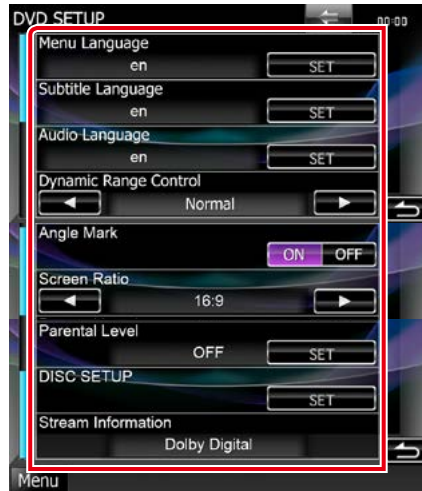 DVD SETUP
00:00
Menu Language
en
SET
Subtitle Language
en
SET
Audio Language
en
SET
Dynamic Range Control
Normal
Angle Mark
ON OFF
Screen Ratio
16:9
Parental Level
OFF
SET
DISC SETUP
SET
Stream Information
Dolby Digital
Menu